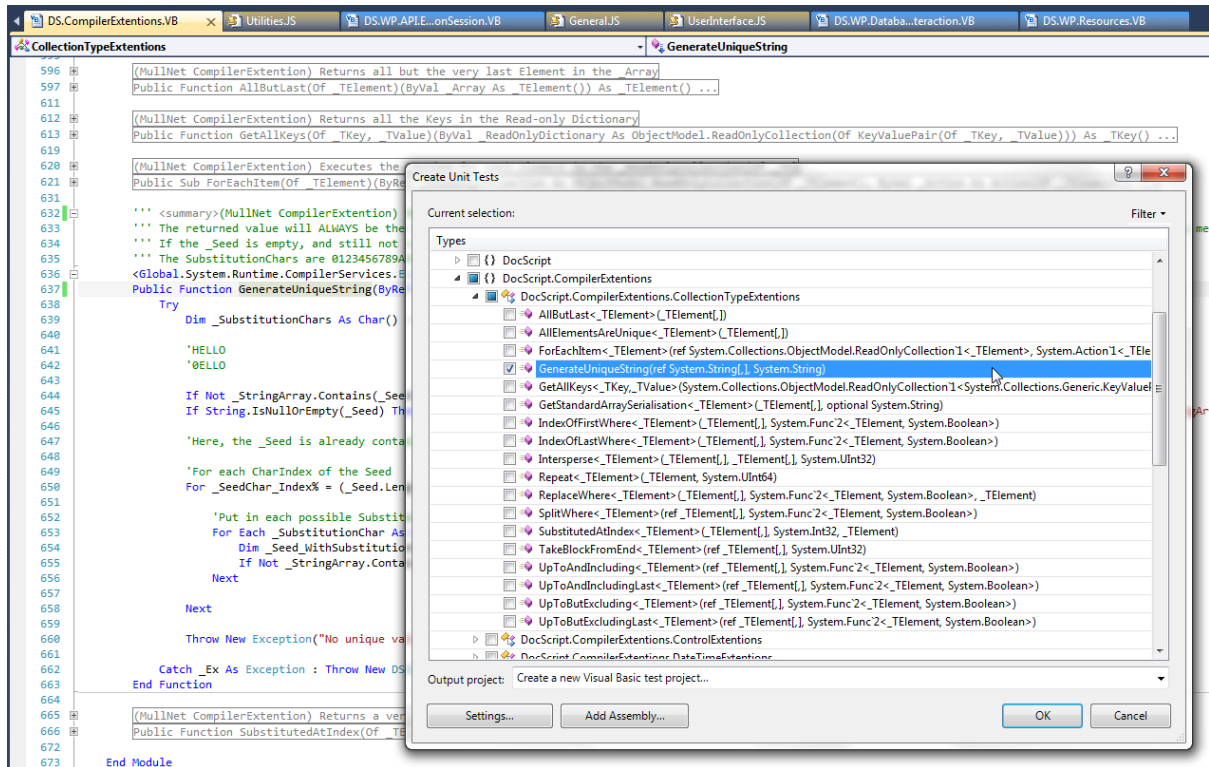 DS.CompilerExtentions.VB Utilities.JS DS.WP.API.E...onSession.VB General.JS UserInterface.JS DS.WP.Databa...teraction.VB DS.WP.Resources.VB
CollectionTypeExtentions GenerateUniqueString
596 (MullNet CompilerExtention) Returns all but the very last Element in the _Array
597 Public Function AllButLast(Of _TElement)(ByVal _Array As _TElement()) As _TElement() ...
611
612 (MullNet CompilerExtention) Returns all the Keys in the Read-only Dictionary
613 Public Function GetAllKeys(Of _TKey, _TValue)(ByVal _ReadOnlyDictionary As ObjectModel.ReadOnlyCollection(Of KeyValuePair(Of _TKey, _TValue))) As _TKey() ...
619
620 (MullNet CompilerExtention) Executes the
621 Public Sub ForEachItem(Of _TElement)(ByRe
631
632 ''' <summary>(MullNet CompilerExtention)
633 ''' The returned value will ALWAYS be the
634 ''' If the _Seed is empty, and still not
635 ''' The SubstitutionChars are 0123456789A
636 <Global.System.Runtime.CompilerServices.E
637 Public Function GenerateUniqueString(ByRe
638 Try
639 Dim _SubstitutionChars As Char()
640
641 'HELLO
642 '0ELLO
643
644 If Not _StringArray.Contains(_See
645 If String.IsNullOrEmpty(_Seed) Th
646
647 'Here, the _Seed is already conta
648
649 'For each CharIndex of the Seed
650 For _SeedChar_Index% = (_Seed.Len
651
652 'Put in each possible Substit
653 For Each _SubstitutionChar As
654 Dim _Seed_WithSubstitutio
655 If Not _StringArray.Conta
656 Next
657
658 Next
659
660 Throw New Exception("No unique va
661
662 Catch _Ex As Exception : Throw New DS
663 End Function
664
665 (MullNet CompilerExtention) Returns a ver
666 Public Function SubstitutedAtIndex(Of _TE
672
673 End Module
Create Unit Tests
Current selection: Filter
Types
{} DocScript
{} DocScript.CompilerExtentions
DocScript.CompilerExtentions.CollectionTypeExtentions
AllButLast<_TElement>(_TElement[,])
AllElementsAreUnique<_TElement>(_TElement[,])
ForEachItem<_TElement>(ref System.Collections.ObjectModel.ReadOnlyCollection`1<_TElement>, System.Action`1<_TEle
GenerateUniqueString(ref System.String[,], System.String)
GetAllKeys<_TKey,_TValue>(System.Collections.ObjectModel.ReadOnlyCollection`1<System.Collections.Generic.KeyValueP
GetStandardArraySerialisation<_TElement>(_TElement[,], optional System.String)
IndexOfFirstWhere<_TElement>(_TElement[,], System.Func`2<_TElement, System.Boolean>)
IndexOfLastWhere<_TElement>(_TElement[,], System.Func`2<_TElement, System.Boolean>)
Intersperse<_TElement>(_TElement[,], _TElement[,], System.UInt32)
Repeat<_TElement>(_TElement, System.UInt64)
ReplaceWhere<_TElement>(_TElement[,], System.Func`2<_TElement, System.Boolean>, _TElement)
SplitWhere<_TElement>(ref _TElement[,], System.Func`2<_TElement, System.Boolean>)
SubstitutedAtIndex<_TElement>(_TElement[,], System.Int32, _TElement)
TakeBlockFromEnd<_TElement>(ref _TElement[,], System.UInt32)
UpToAndIncluding<_TElement>(ref _TElement[,], System.Func`2<_TElement, System.Boolean>)
UpToAndIncludingLast<_TElement>(ref _TElement[,], System.Func`2<_TElement, System.Boolean>)
UpToButExcluding<_TElement>(ref _TElement[,], System.Func`2<_TElement, System.Boolean>)
UpToButExcludingLast<_TElement>(ref _TElement[,], System.Func`2<_TElement, System.Boolean>)
DocScript.CompilerExtentions.ControlExtentions
DocScript.CompilerExtentions.DateTimeExtentions
Output project: Create a new Visual Basic test project...
Settings... Add Assembly... OK Cancel